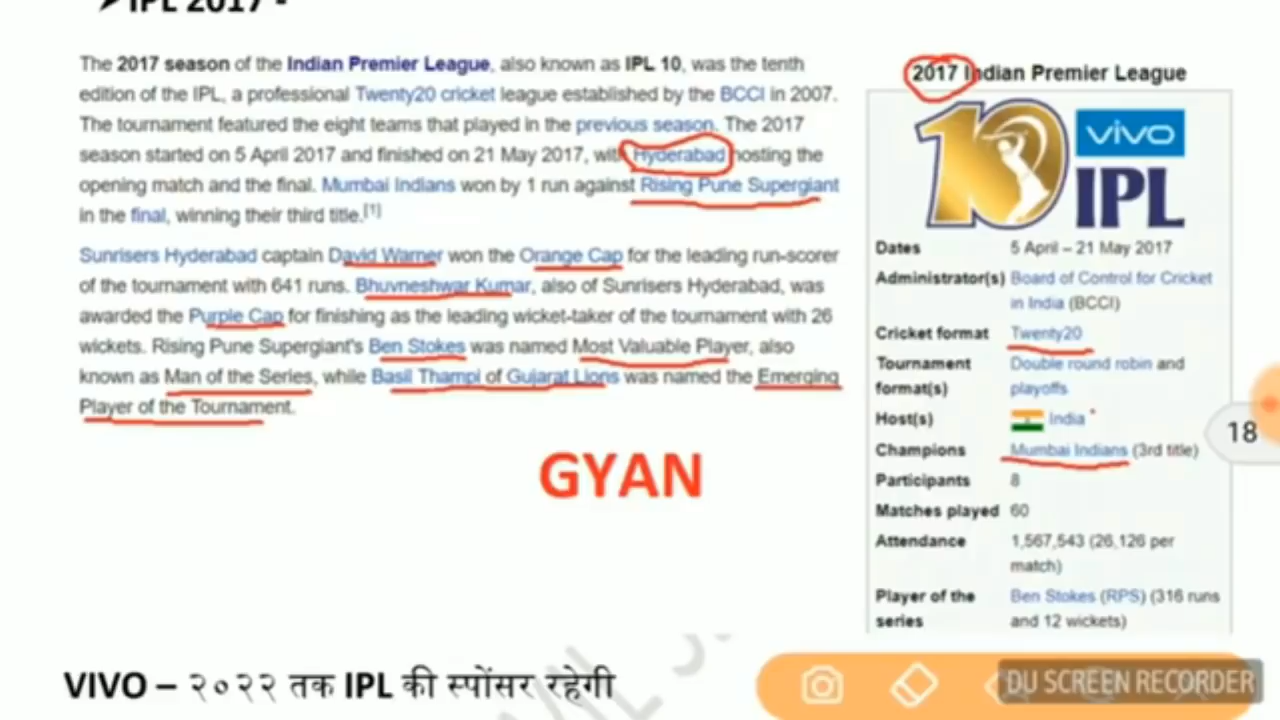 ➤IPL 2017 -
The 2017 season of the Indian Premier League, also known as IPL 10, was the tenth
edition of the IPL, a professional Twenty20 cricket league established by the BCCI in 2007.
The tournament featured the eight teams that played in the previous season. The 2017
season started on 5 April 2017 and finished on 21 May 2017, with Hyderabad hosting the
opening match and the final. Mumbai Indians won by 1 run against Rising Pune Supergiant
in the final, winning their third title.[1]
Sunrisers Hyderabad captain David Warner won the Orange Cap for the leading run-scorer
of the tournament with 641 runs. Bhuvneshwar Kumar, also of Sunrisers Hyderabad, was
awarded the Purple Cap for finishing as the leading wicket-taker of the tournament with 26
wickets. Rising Pune Supergiant's Ben Stokes was named Most Valuable Player, also
known as Man of the Series, while Basil Thampi of Gujarat Lions was named the Emerging
Player of the Tournament.
GYAN
2017 Indian Premier League
10 vivo
IPL
Dates 5 April – 21 May 2017
Administrator(s) Board of Control for Cricket
in India (BCCI)
Cricket format Twenty20
Tournament Double round robin and
format(s) playoffs
Host(s) India
Champions Mumbai Indians (3rd title)
Participants 8
Matches played 60
Attendance 1,567,543 (26,126 per
match)
Player of the Ben Stokes (RPS) (316 runs
series and 12 wickets)
18
VIVO – २०२२ तक IPL की स्पोंसर रहेगी
DU SCREEN RECORDER